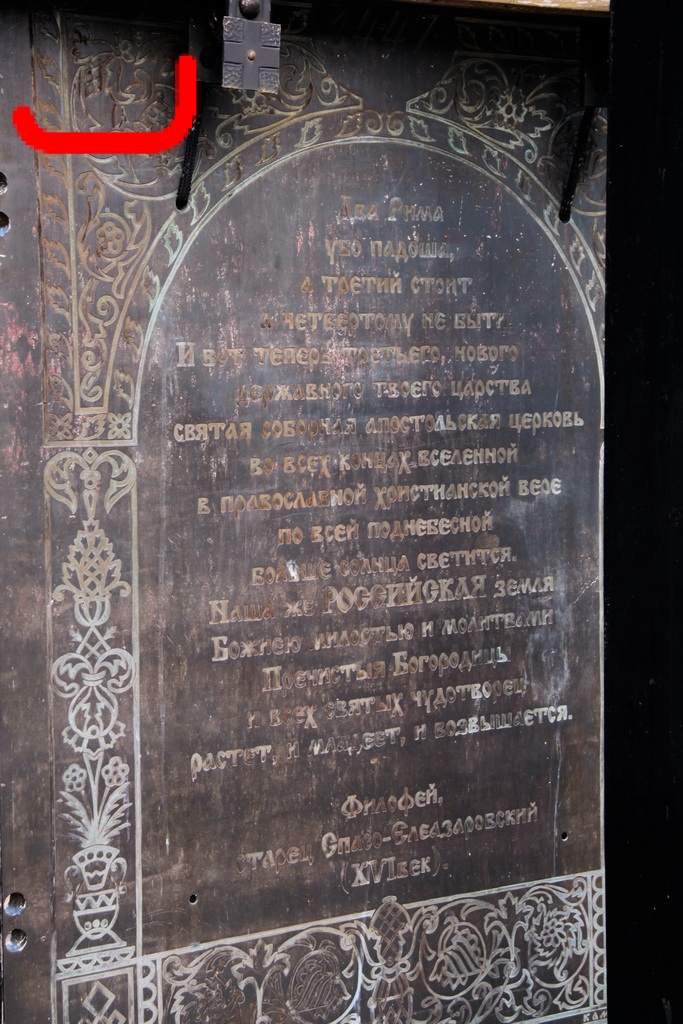 Два Рима
убо падоша,
а третий стоит
а четвертому не быти
И вот теперь третьего, нового
державного твоего царства
святая соборная апостольская церковь
во всех концах вселенной
в православной христианской вере
по всей поднебесной
больше солнца светится.
Наша же РОССИЙСКАЯ земля
Божиею милостью и молитвами
Пречистыя Богородицы
и всех святых чудотворец
растет, и младеет, и возвышается.
Филофей,
старец Спасо-Елеазаровский
(XVI век).